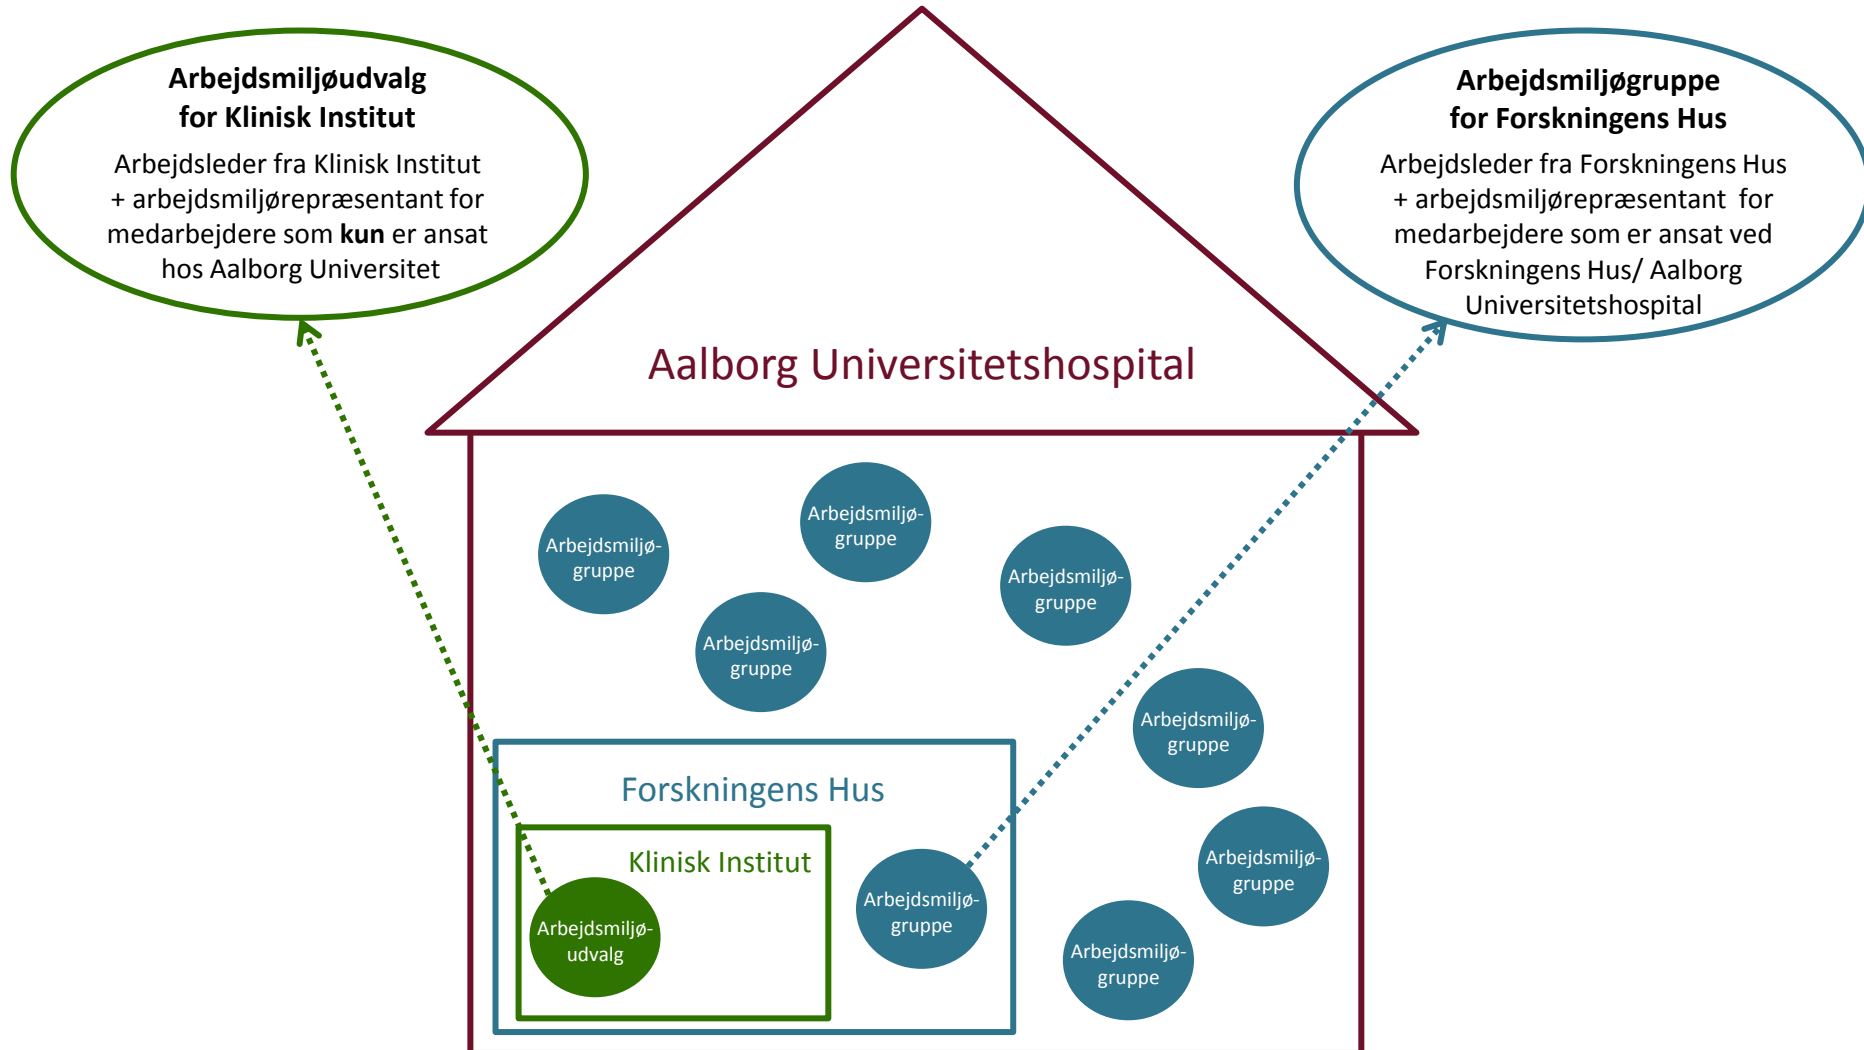 Arbejdsmiljøudvalg
for Klinisk Institut
Arbejdsleder fra Klinisk Institut
+ arbejdsmiljørepræsentant for
medarbejdere som kun er ansat
hos Aalborg Universitet
Arbejdsmiljøgruppe
for Forskningens Hus
Arbejdsleder fra Forskningens Hus
+ arbejdsmiljørepræsentant for
medarbejdere som er ansat ved
Forskningens Hus/ Aalborg
Universitetshospital
Aalborg Universitetshospital
Arbejdsmiljø-
gruppe
Arbejdsmiljø-
gruppe
Arbejdsmiljø-
gruppe
Arbejdsmiljø-
gruppe
Arbejdsmiljø-
gruppe
Forskningens Hus
Klinisk Institut
Arbejdsmiljø-
udvalg
Arbejdsmiljø-
gruppe
Arbejdsmiljø-
gruppe
Arbejdsmiljø-
gruppe